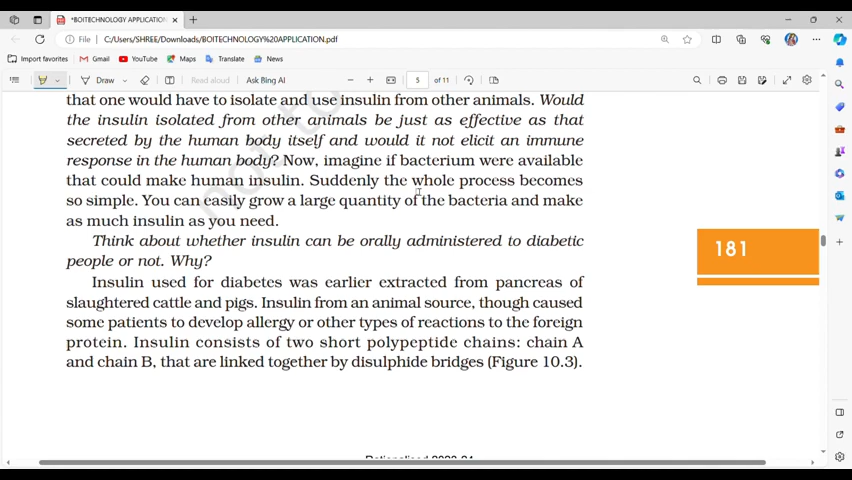 *BOITECHNOLOGY APPLICATION
File | C:/Users/SHREE/Downloads/BOITECHNOLOGY%20APPLICATION.pdf
Import favorites Gmail YouTube Maps Translate News
Draw Read aloud Ask Bing AI 5 of 11
that one would have to isolate and use insulin from other animals. Would
the insulin isolated from other animals be just as effective as that
secreted by the human body itself and would it not elicit an immune
response in the human body? Now, imagine if bacterium were available
that could make human insulin. Suddenly the whole process becomes
so simple. You can easily grow a large quantity of the bacteria and make
as much insulin as you need.
Think about whether insulin can be orally administered to diabetic
people or not. Why?
181
Insulin used for diabetes was earlier extracted from pancreas of
slaughtered cattle and pigs. Insulin from an animal source, though caused
some patients to develop allergy or other types of reactions to the foreign
protein. Insulin consists of two short polypeptide chains: chain A
and chain B, that are linked together by disulphide bridges (Figure 10.3).
Rationalised 2023-24
not to